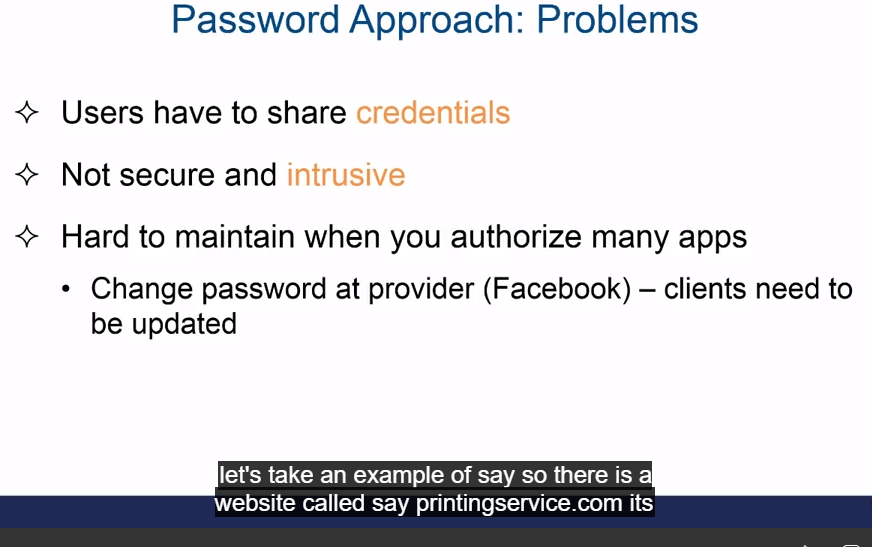 Password Approach: Problems
Users have to share credentials
Not secure and intrusive
Hard to maintain when you authorize many apps
Change password at provider (Facebook) – clients need to
be updated
let's take an example of say so there is a
website called say printingservice.com its